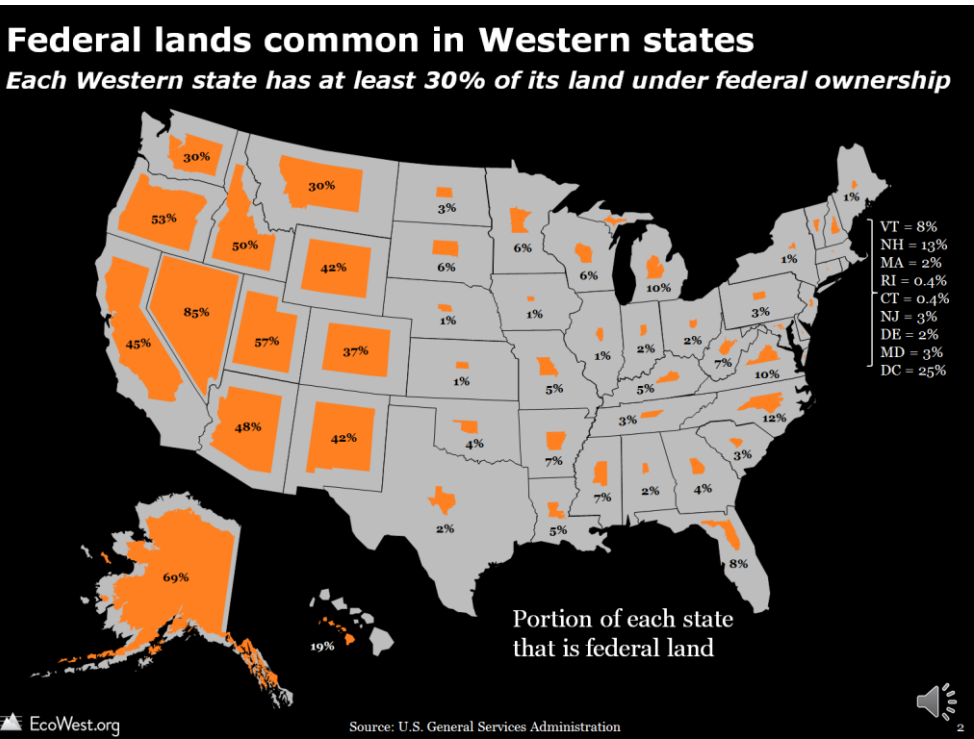 Federal lands common in Western states
Each Western state has at least 30% of its land under federal ownership
30%
30%
3%
1%
53%
50%
42%
6%
6%
6%
10%
1%
VT = 8%
NH = 13%
MA = 2%
RI = 0.4%
CT = 0.4%
NJ = 3%
DE = 2%
MD = 3%
DC = 25%
45%
85%
57%
37%
1%
1%
1%
5%
1%
2%
2%
3%
7%
10%
5%
48%
42%
4%
7%
3%
12%
3%
2%
5%
7%
2%
4%
8%
69%
19%
Portion of each state
that is federal land
EcoWest.org
Source: U.S. General Services Administration
2